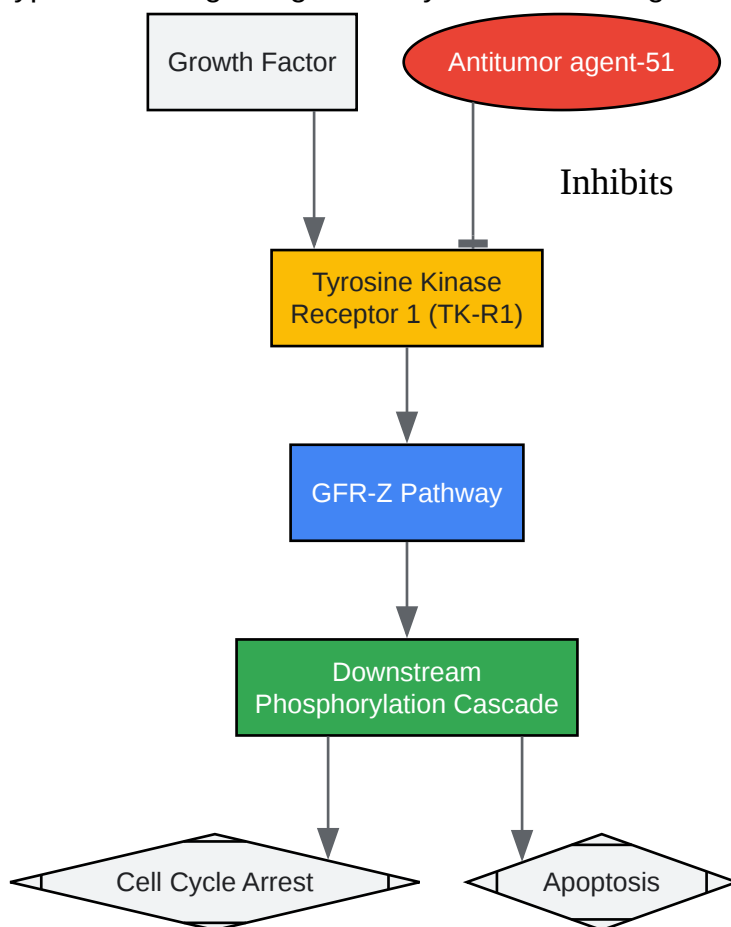 Growth Factor
Antitumor agent-51
Inhibits
Tyrosine Kinase
Receptor 1 (TK-R1)
GFR-Z Pathway
Downstream
Phosphorylation Cascade
Cell Cycle Arrest
Apoptosis